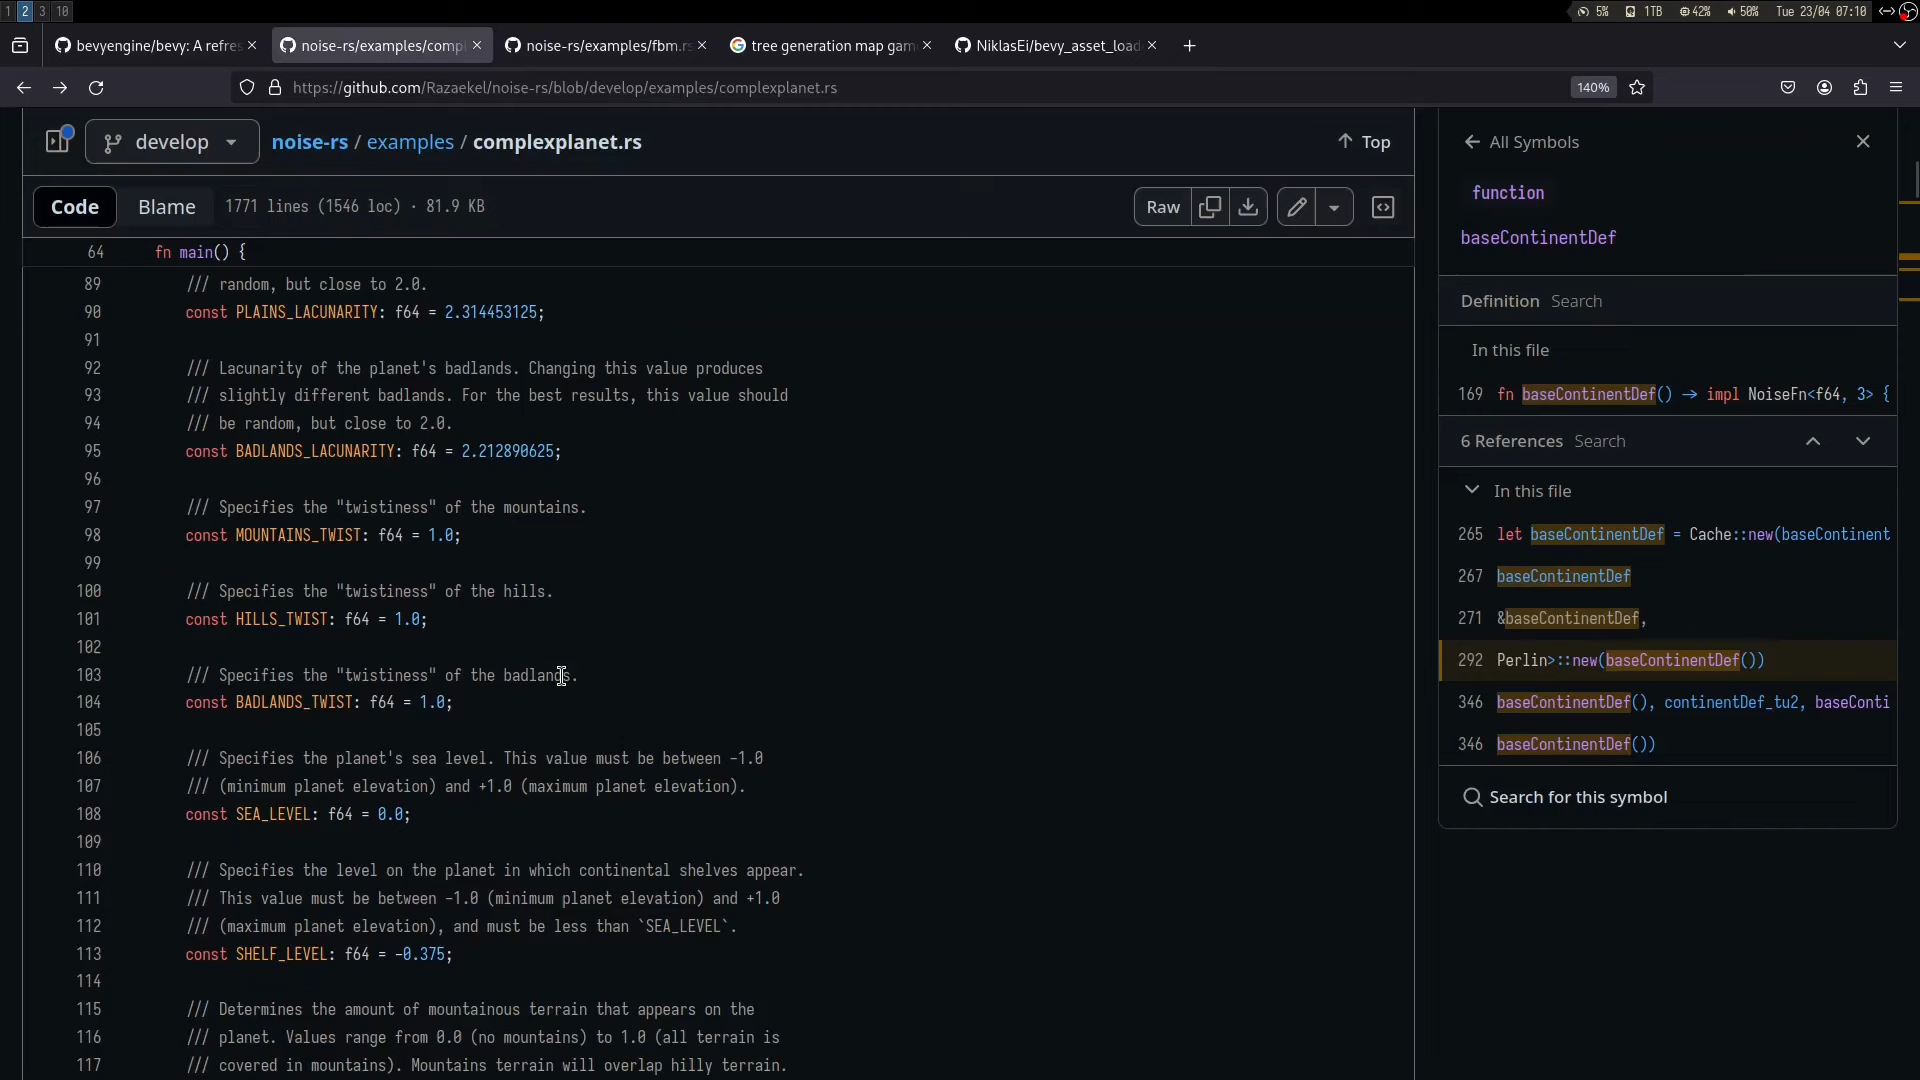 1 2 3 10
5% 1TB 42% 50% Tue 23/04 07:10
bevyengine/bevy: A refres
noise-rs/examples/compl
noise-rs/examples/fbm.rs
tree generation map gam
NiklasEi/bevy_asset_load
https://github.com/Razaekel/noise-rs/blob/develop/examples/complexplanet.rs
140%
develop
noise-rs / examples / complexplanet.rs
Top
Code
Blame
1771 lines (1546 loc) · 81.9 KB
Raw
64 fn main() {
89 /// random, but close to 2.0.
90 const PLAINS_LACUNARITY: f64 = 2.314453125;
91
92 /// Lacunarity of the planet's badlands. Changing this value produces
93 /// slightly different badlands. For the best results, this value should
94 /// be random, but close to 2.0.
95 const BADLANDS_LACUNARITY: f64 = 2.212890625;
96
97 /// Specifies the "twistiness" of the mountains.
98 const MOUNTAINS_TWIST: f64 = 1.0;
99
100 /// Specifies the "twistiness" of the hills.
101 const HILLS_TWIST: f64 = 1.0;
102
103 /// Specifies the "twistiness" of the badlands.
104 const BADLANDS_TWIST: f64 = 1.0;
105
106 /// Specifies the planet's sea level. This value must be between -1.0
107 /// (minimum planet elevation) and +1.0 (maximum planet elevation).
108 const SEA_LEVEL: f64 = 0.0;
109
110 /// Specifies the level on the planet in which continental shelves appear.
111 /// This value must be between -1.0 (minimum planet elevation) and +1.0
112 /// (maximum planet elevation), and must be less than `SEA_LEVEL`.
113 const SHELF_LEVEL: f64 = -0.375;
114
115 /// Determines the amount of mountainous terrain that appears on the
116 /// planet. Values range from 0.0 (no mountains) to 1.0 (all terrain is
117 /// covered in mountains). Mountains terrain will overlap hilly terrain.
All Symbols
function
baseContinentDef
Definition Search
In this file
169 fn baseContinentDef() -> impl NoiseFn<f64, 3> {
6 References Search
In this file
265 let baseContinentDef = Cache::new(baseContinent
267 baseContinentDef
271 &baseContinentDef,
292 Perlin>::new(baseContinentDef())
346 baseContinentDef(), continentDef_tu2, baseConti
346 baseContinentDef())
Search for this symbol